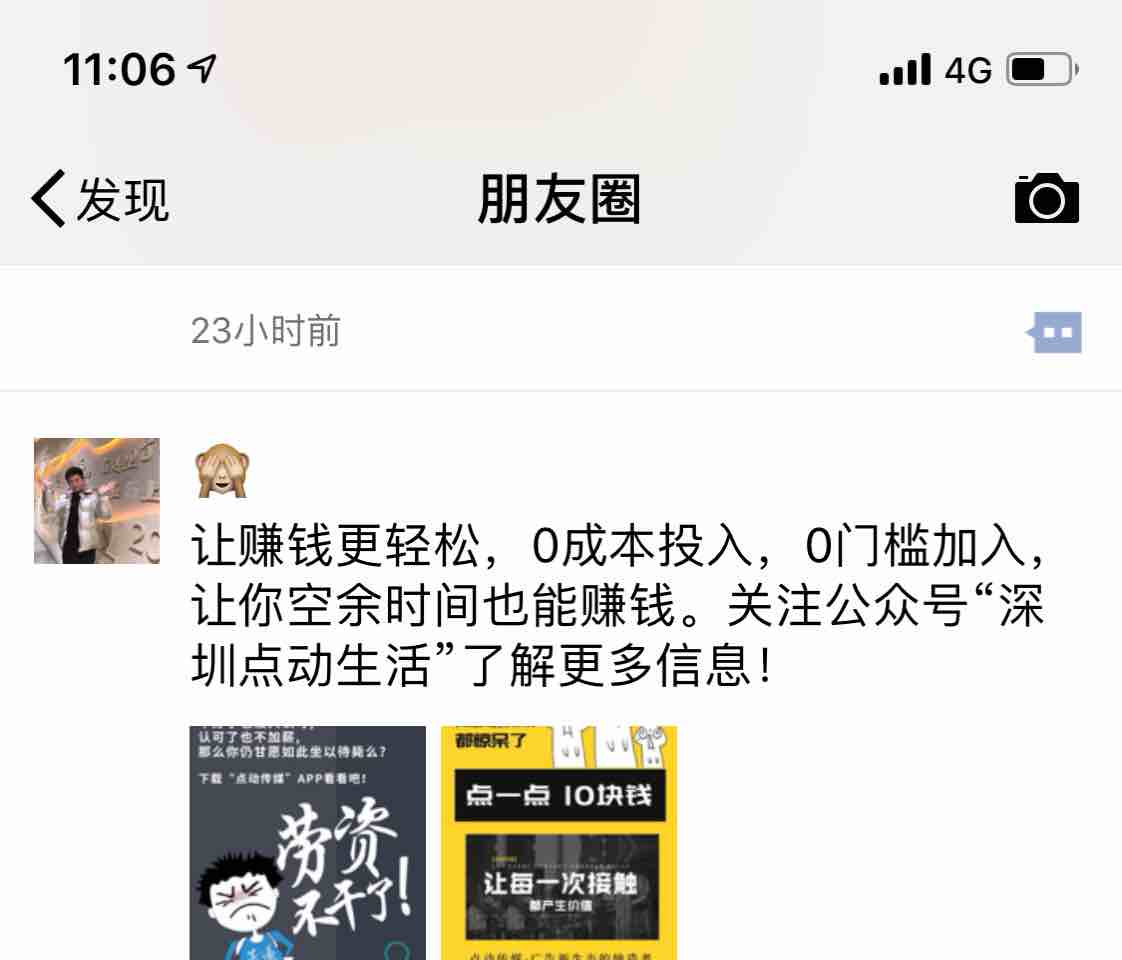 11:06
4G
发现
朋友圈
23小时前
让赚钱更轻松，0成本投入，0门槛加入，
让你空余时间也能赚钱。关注公众号“深
圳点动生活”了解更多信息！
认可了也不加薪，
那么你仍甘愿如此坐以待毙么？
下载“点动传媒”APP看看吧！
劳资
不干了！
都惊呆了
点一点 10块钱
让每一次接触
都产生价值